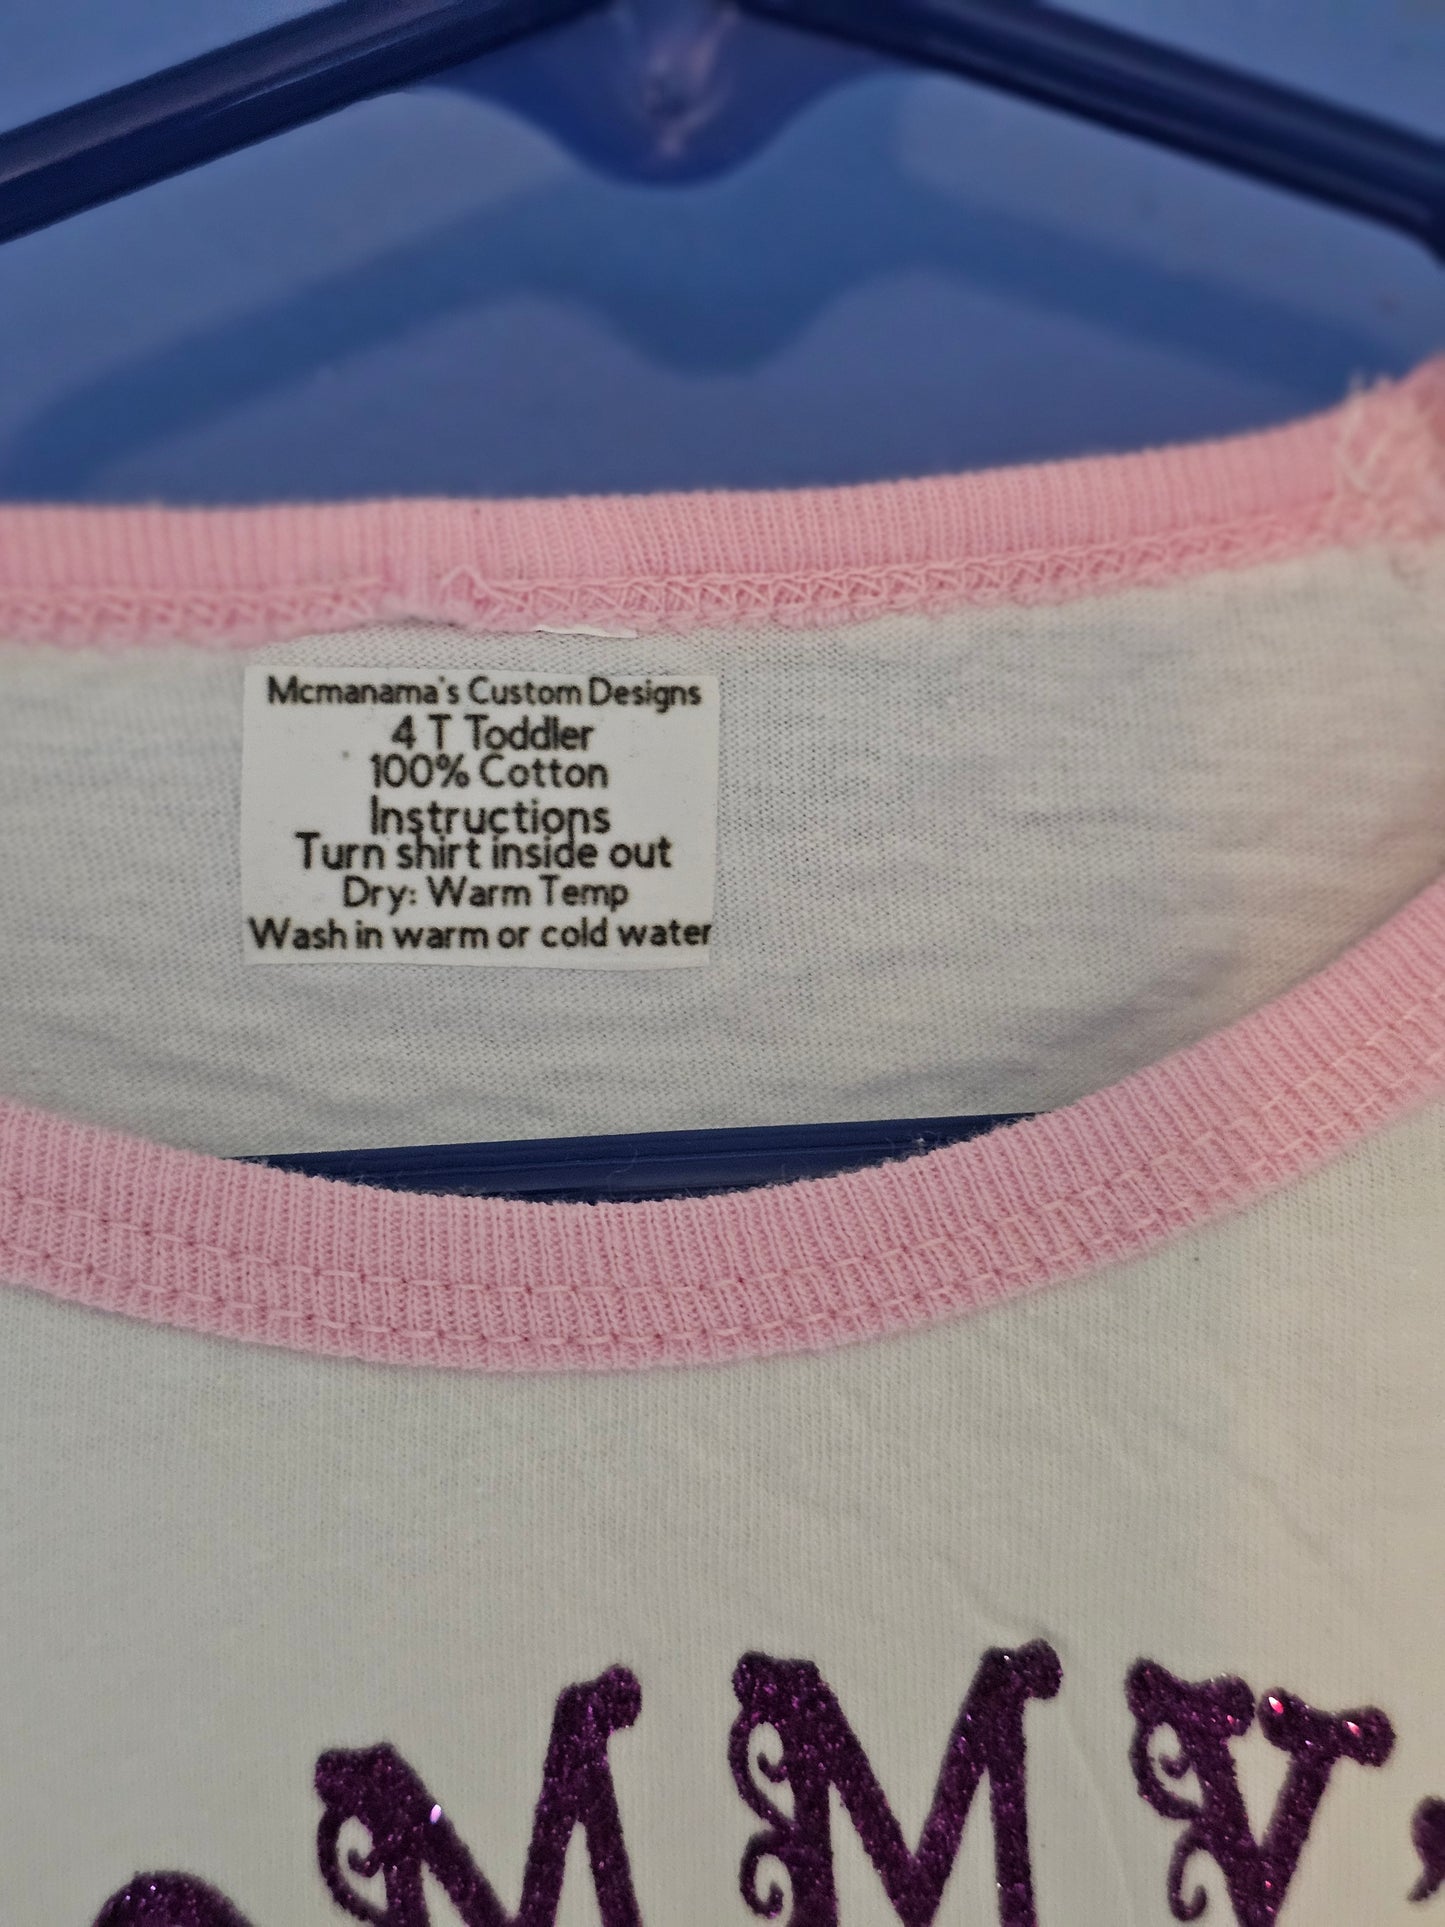 Mcmanama's Custom Designs
4 T Toddler
100% Cotton
Instructions
Turn shirt inside out
Dry: Warm Temp
Wash in warm or cold water